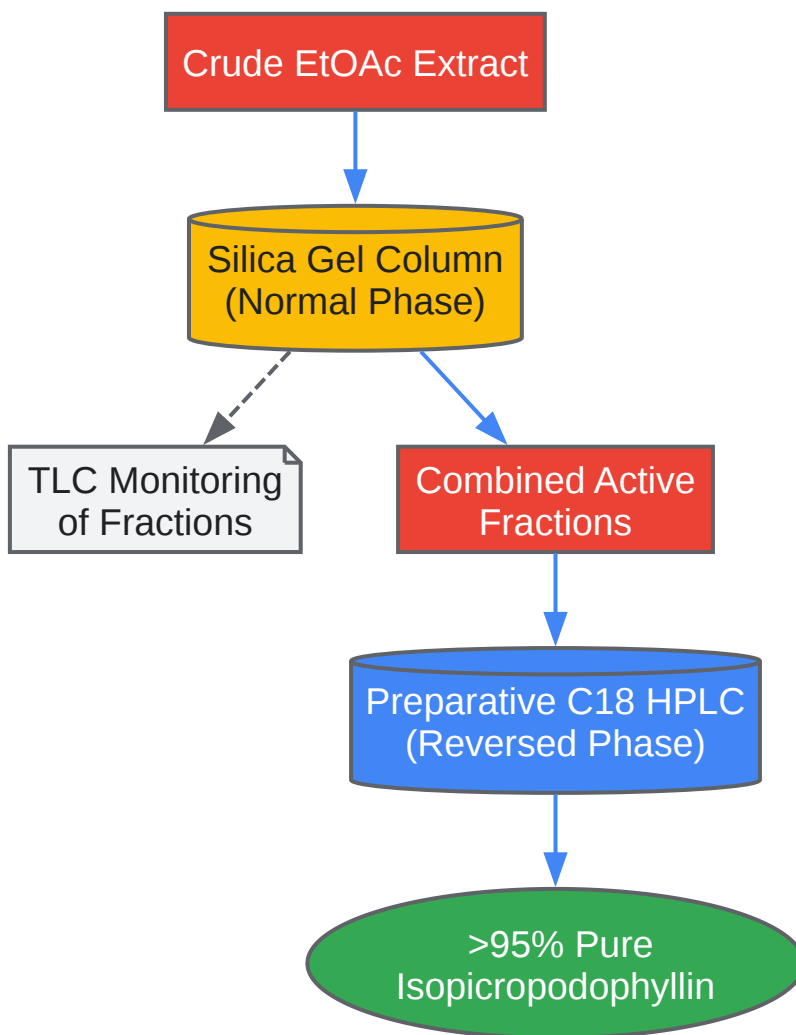 Crude EtOAc Extract
Silica Gel Column
(Normal Phase)
TLC Monitoring
of Fractions
Combined Active
Fractions
Preparative C18 HPLC
(Reversed Phase)
>95% Pure
Isopicropodophyllin